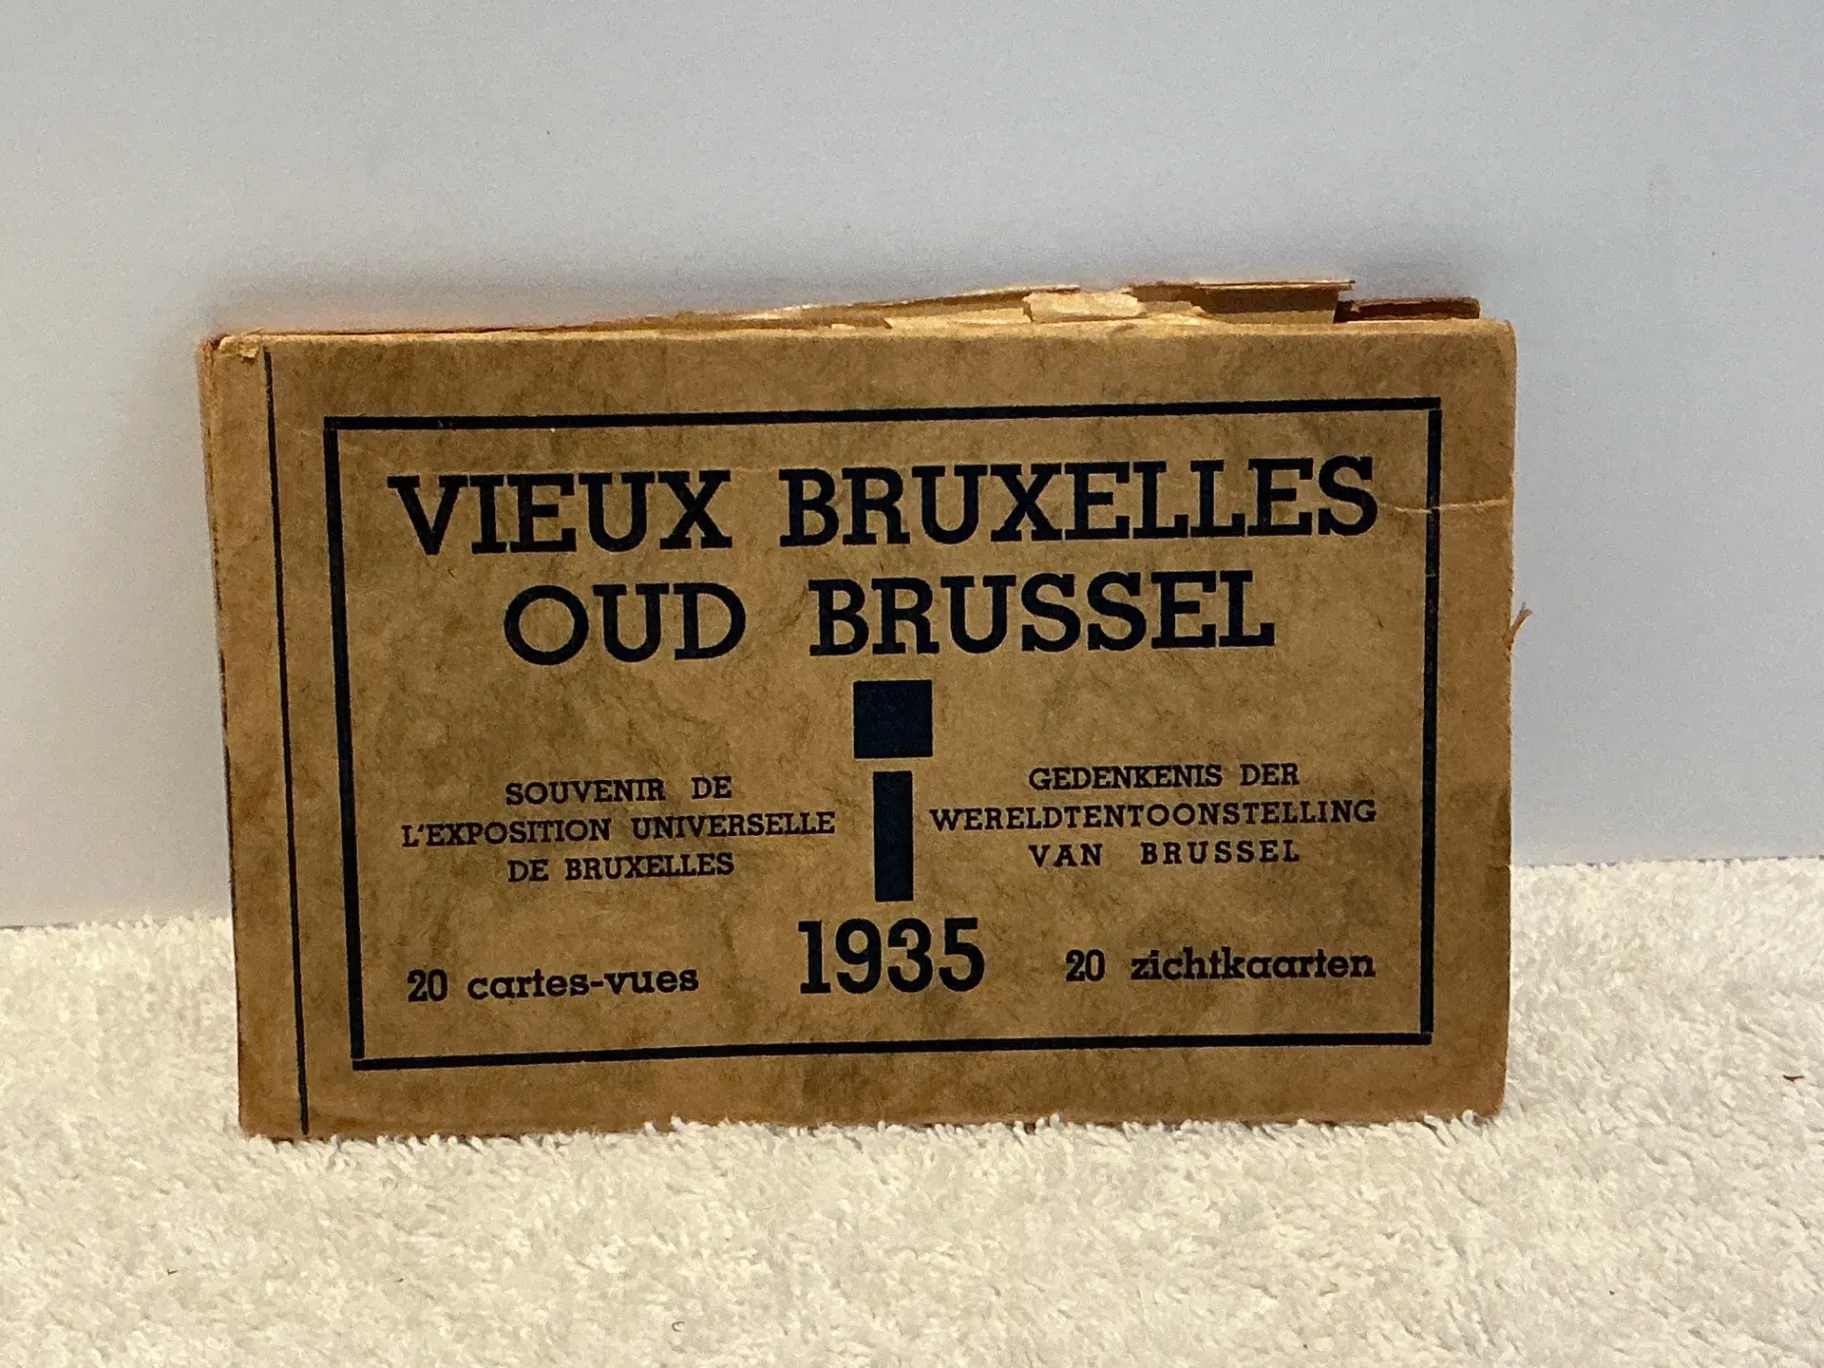 VIEUX BRUXELLES
OUD BRUSSEL
SOUVENIR DE
L'EXPOSITION UNIVERSELLE
DE BRUXELLES
GEDENKENIS DER
WERELDTENTOONSTELLING
VAN BRUSSEL
20 cartes-vues
1935
20 zichtkaarten